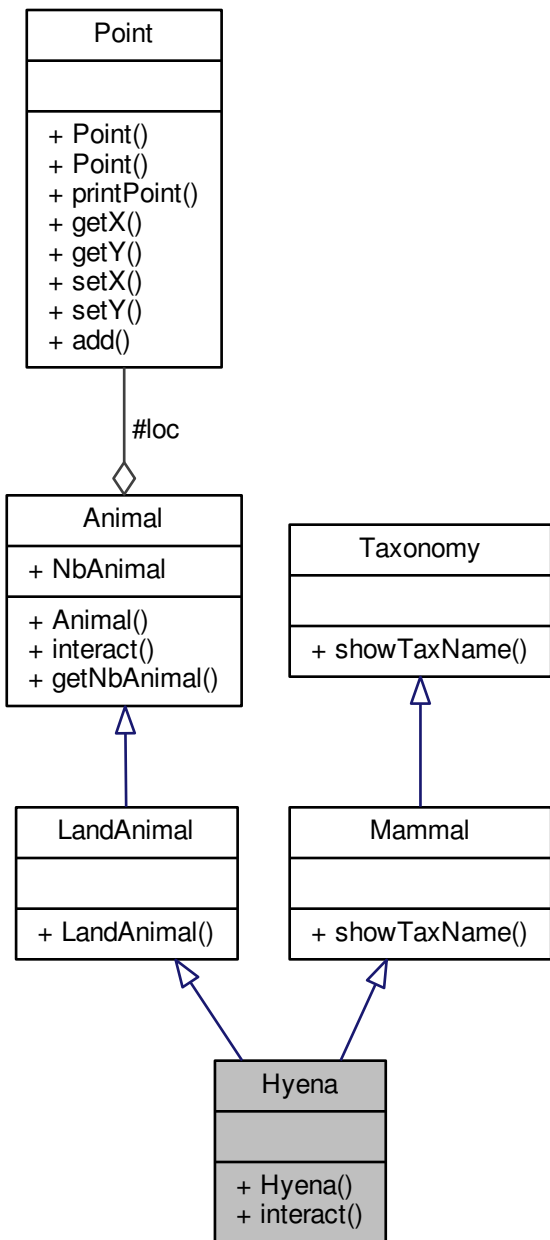 Point
+ Point()
+ Point()
+ printPoint()
+ getX()
+ getY()
+ setX()
+ setY()
+ add()
#loc
Animal
+ NbAnimal
+ Animal()
+ interact()
+ getNbAnimal()
Taxonomy
+ showTaxName()
LandAnimal
+ LandAnimal()
Mammal
+ showTaxName()
Hyena
+ Hyena()
+ interact()